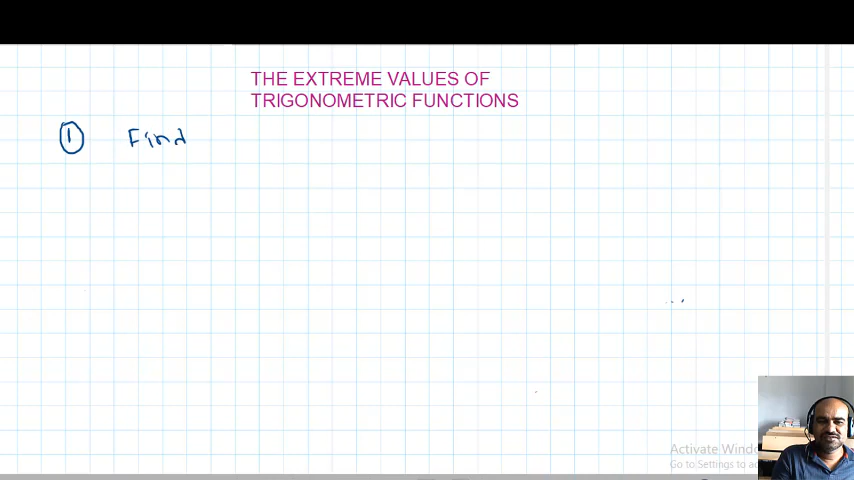 THE EXTREME VALUES OF
TRIGONOMETRIC FUNCTIONS
① Find
Activate Windo
Go to Settings to a